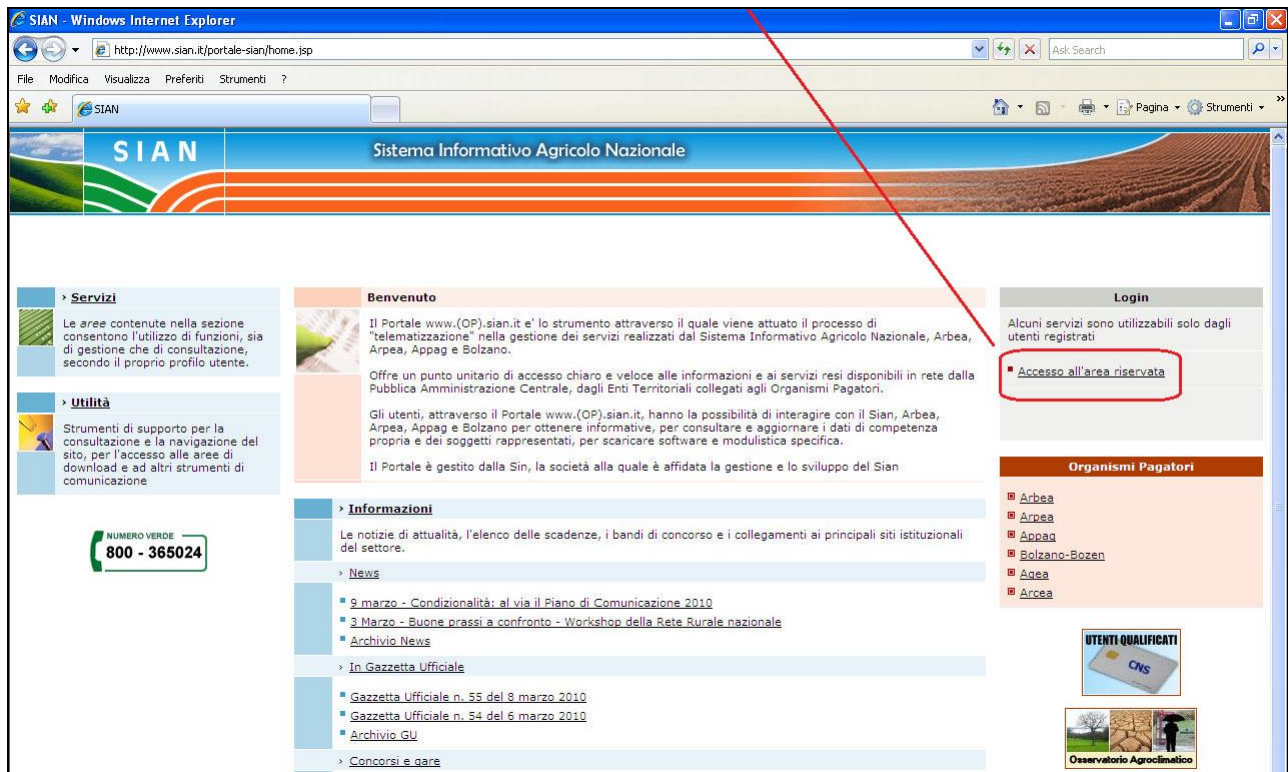 SIAN - Windows Internet Explorer
http://www.sian.it/portale-sian/home.jsp
Ask Search
File Modifica Visualizza Preferiti Strumenti ?
SIAN
Pagina
Strumenti
SIAN
Sistema Informativo Agricolo Nazionale
› Servizi
Le aree contenute nella sezione
consentono l'utilizzo di funzioni, sia
di gestione che di consultazione,
secondo il proprio profilo utente.
› Utilità
Strumenti di supporto per la
consultazione e la navigazione del
sito, per l'accesso alle aree di
download e ad altri strumenti di
comunicazione
NUMERO VERDE
800 - 365024
Benvenuto
Il Portale www.(OP).sian.it e' lo strumento attraverso il quale viene attuato il processo di
"telematizzazione" nella gestione dei servizi realizzati dal Sistema Informativo Agricolo Nazionale, Arbea,
Arpea, Appag e Bolzano.
Offre un punto unitario di accesso chiaro e veloce alle informazioni e ai servizi resi disponibili in rete dalla
Pubblica Amministrazione Centrale, dagli Enti Territoriali collegati agli Organismi Pagatori.
Gli utenti, attraverso il Portale www.(OP).sian.it, hanno la possibilità di interagire con il Sian, Arbea,
Arpea, Appag e Bolzano per ottenere informative, per consultare e aggiornare i dati di competenza
propria e dei soggetti rappresentati, per scaricare software e modulistica specifica.
Il Portale è gestito dalla Sin, la società alla quale è affidata la gestione e lo sviluppo del Sian
› Informazioni
Le notizie di attualità, l'elenco delle scadenze, i bandi di concorso e i collegamenti ai principali siti istituzionali
del settore.
› News
9 marzo - Condizionalità: al via il Piano di Comunicazione 2010
3 Marzo - Buone prassi a confronto - Workshop della Rete Rurale nazionale
Archivio News
› In Gazzetta Ufficiale
Gazzetta Ufficiale n. 55 del 8 marzo 2010
Gazzetta Ufficiale n. 54 del 6 marzo 2010
Archivio GU
› Concorsi e gare
Login
Alcuni servizi sono utilizzabili solo dagli
utenti registrati
Accesso all'area riservata
Organismi Pagatori
Arbea
Arpea
Appag
Bolzano-Bozen
Agea
Arcea
UTENTI QUALIFICATI
CNS
Osservatorio Agroclimatico